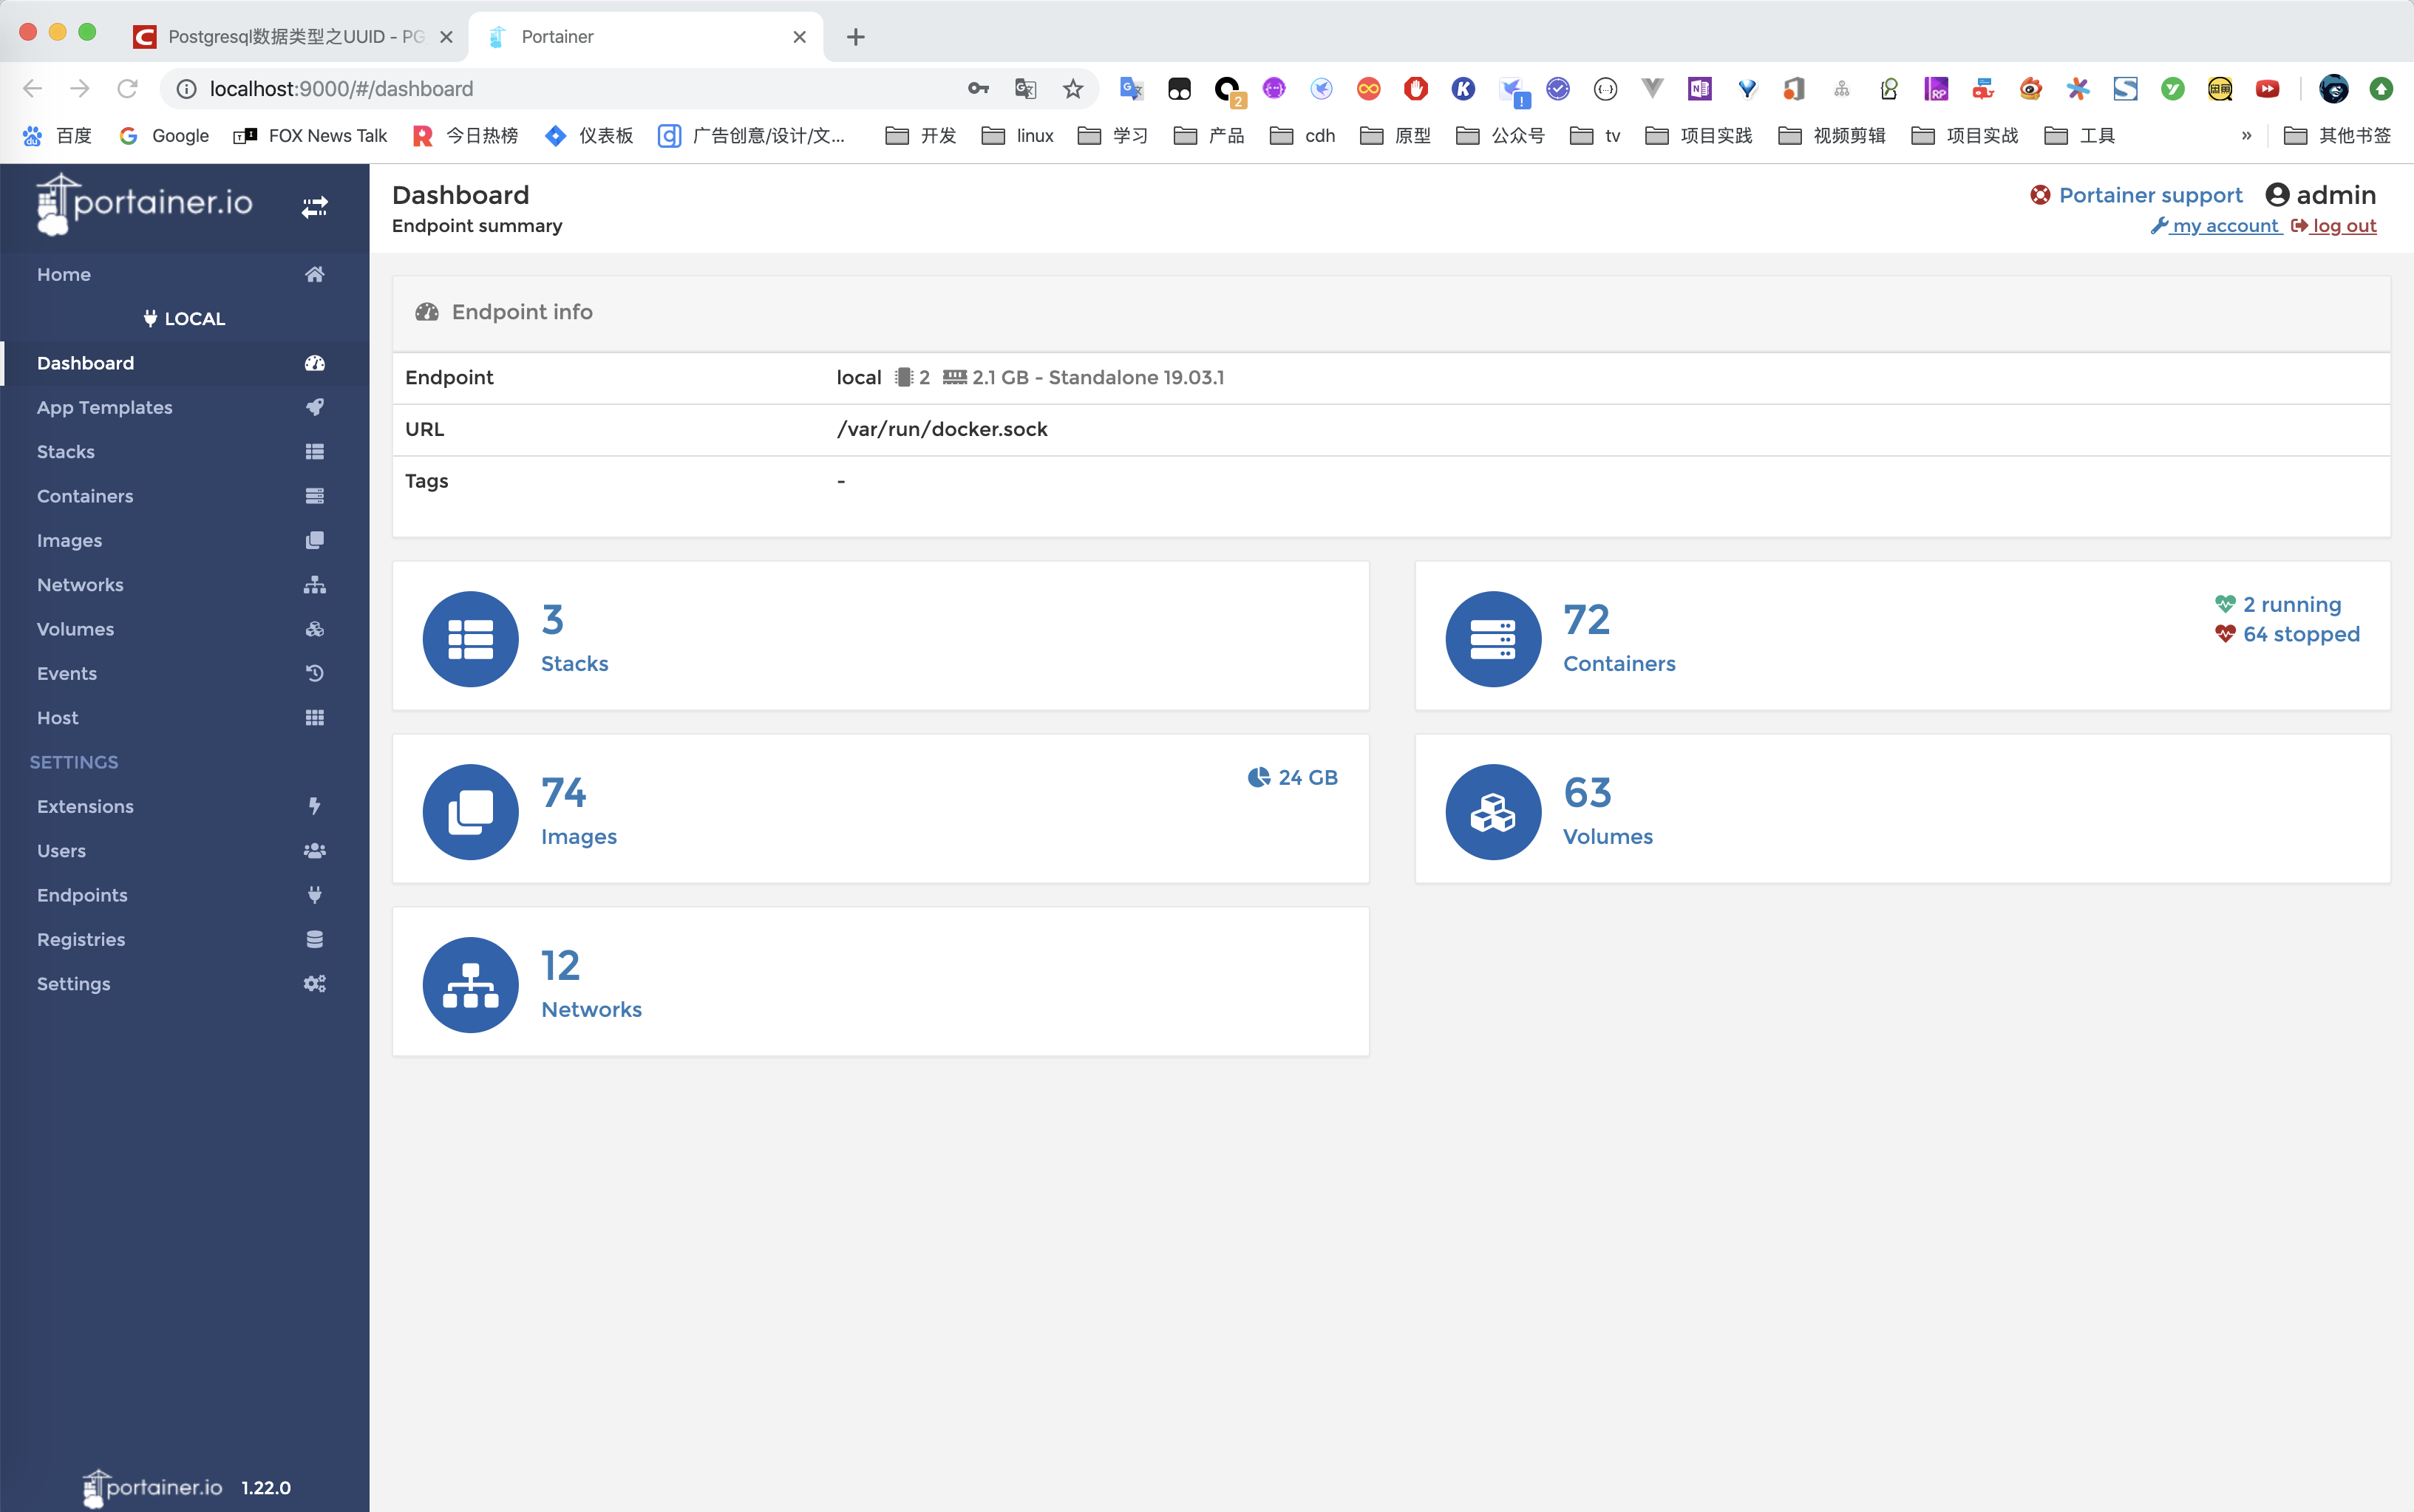 Postgresql数据类型之UUID - PG
Portainer
localhost:9000/#/dashboard
2
K
!
N
RP
S
百度
Google
FOX News Talk
今日热榜
仪表板
广告创意/设计/文...
开发
linux
学习
产品
cdh
原型
公众号
tv
项目实践
视频剪辑
项目实战
工具
»
其他书签
portainer.io
Home
LOCAL
Dashboard
App Templates
Stacks
Containers
Images
Networks
Volumes
Events
Host
SETTINGS
Extensions
Users
Endpoints
Registries
Settings
portainer.io 1.22.0
Dashboard
Endpoint summary
Portainer support
admin
my account
log out
Endpoint info
Endpoint local 2 2.1 GB - Standalone 19.03.1
URL /var/run/docker.sock
Tags -
3
Stacks
72
Containers
2 running
64 stopped
74
Images
24 GB
63
Volumes
12
Networks